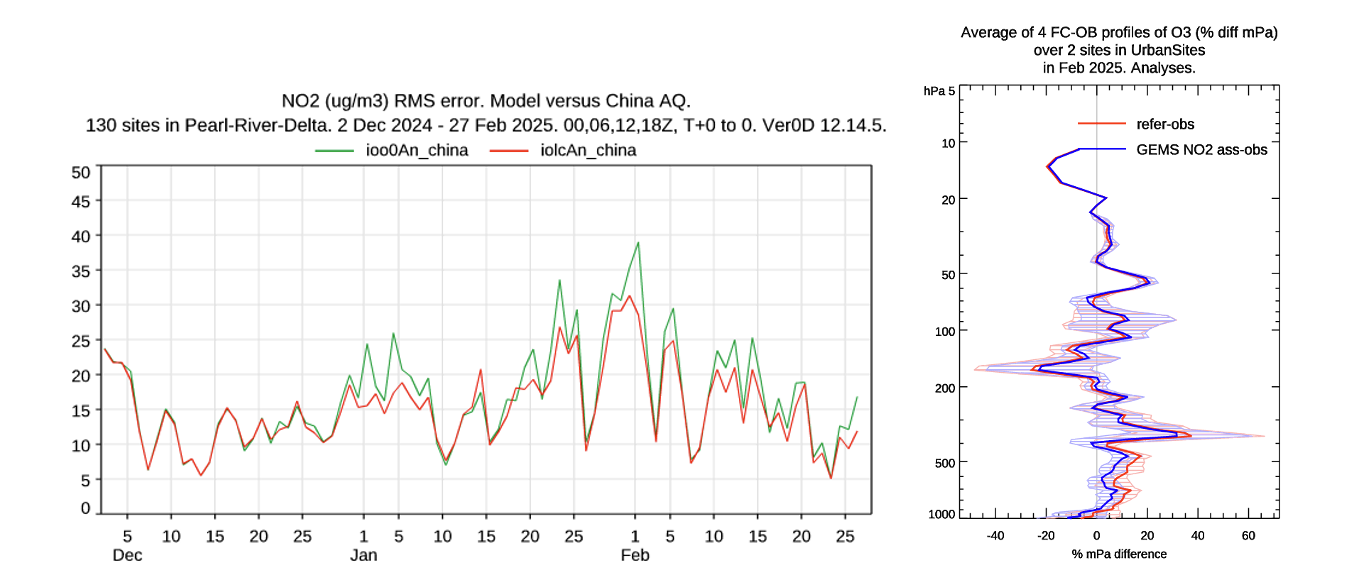 NO2 (ug/m3) RMS error. Model versus China AQ.
130 sites in Pearl-River-Delta. 2 Dec 2024 - 27 Feb 2025. 00,06,12,18Z, T+0 to 0. Ver0D 12.14.5.
ioo0An_china iolcAn_china
50
45
40
35
30
25
20
15
10
5
0
5 10 15 20 25 1 5 10 15 20 25 1 5 10 15 20 25
Dec Jan Feb
Average of 4 FC-OB profiles of O3 (% diff mPa)
over 2 sites in UrbanSites
in Feb 2025. Analyses.
hPa 5
refer-obs
10
GEMS NO2 ass-obs
20
50
100
200
500
1000
-40 -20 0 20 40 60
% mPa difference